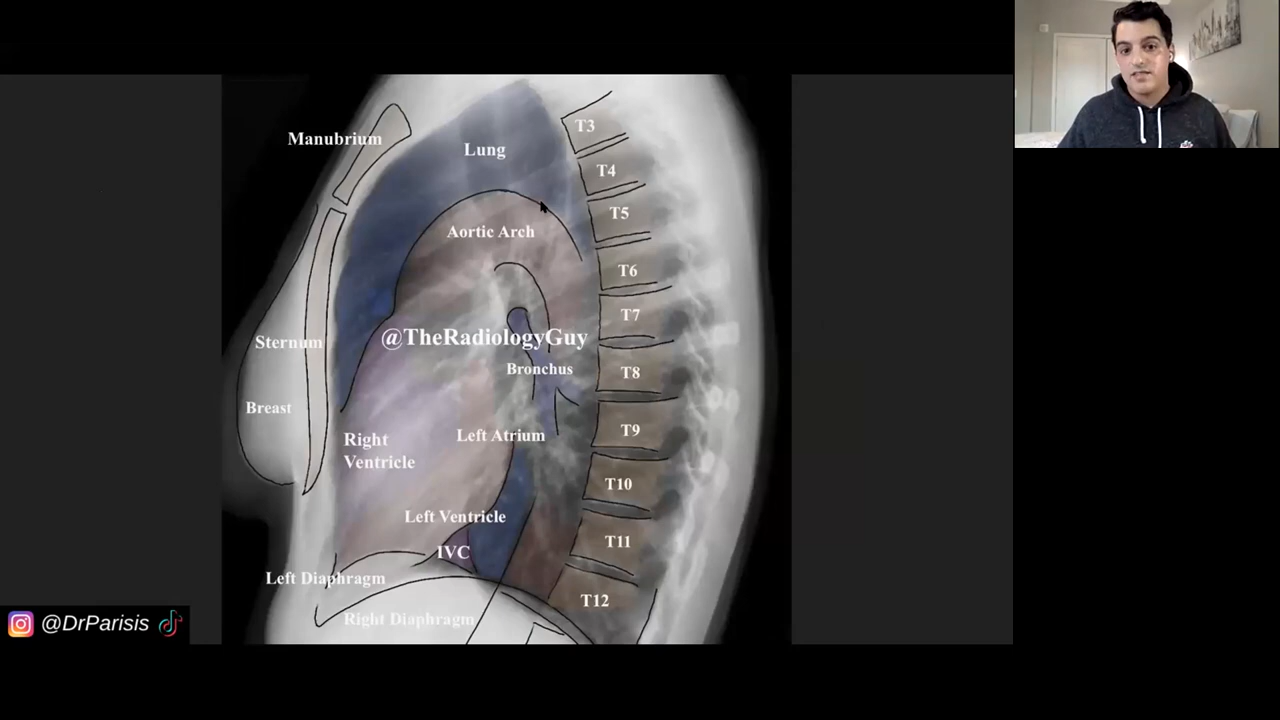 Manubrium
Lung
T3
T4
T5
Aortic Arch
T6
T7
@TheRadiologyGuy
Sternum
Bronchus
T8
Breast
Left Atrium
T9
Right
Ventricle
T10
Left Ventricle
T11
IVC
Left Diaphragm
T12
Right Diaphragm
@DrParisis